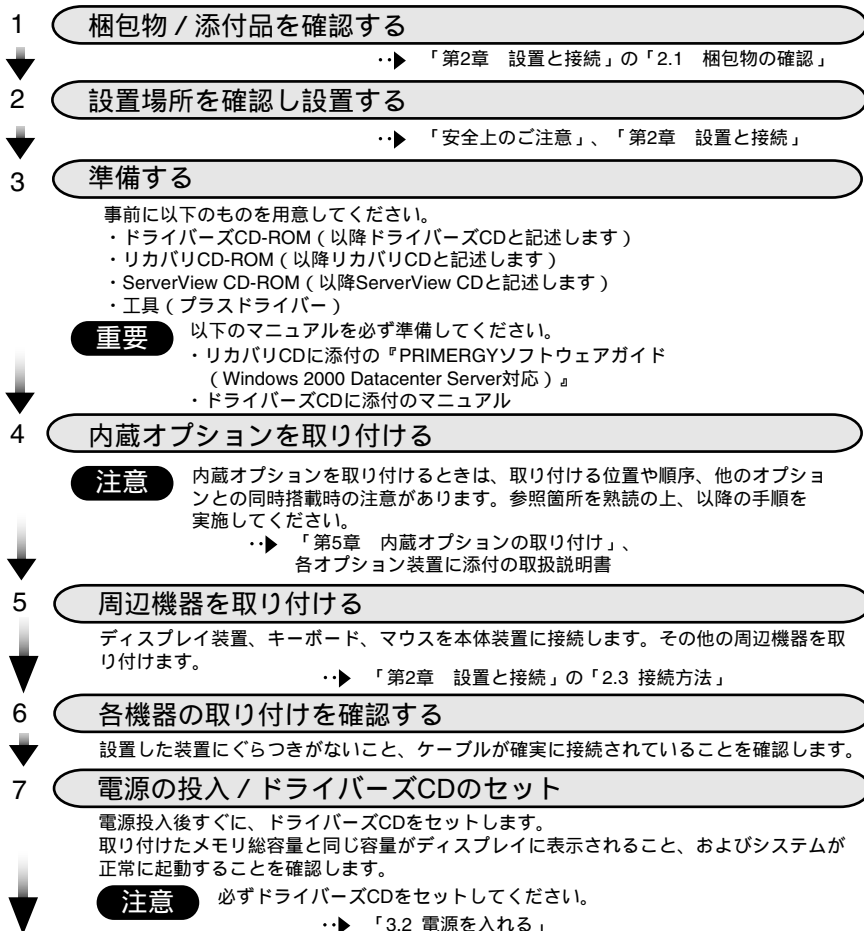 1 梱包物 / 添付品を確認する
「第2章 設置と接続」の「2.1 梱包物の確認」
2 設置場所を確認し設置する
「安全上のご注意」、「第2章 設置と接続」
3 準備する
事前に以下のものを用意してください。
・ドライバーズCD-ROM(以降ドライバーズCDと記述します)
・リカバリCD-ROM(以降リカバリCDと記述します)
・ServerView CD-ROM(以降ServerView CDと記述します)
・工具(プラスドライバー)
重要 以下のマニュアルを必ず準備してください。
・リカバリCDに添付の『PRIMERGYソフトウェアガイド
(Windows 2000 Datacenter Server対応)』
・ドライバーズCDに添付のマニュアル
4 内蔵オプションを取り付ける
注意 内蔵オプションを取り付けるときは、取り付ける位置や順序、他のオプショ
ンとの同時搭載時の注意があります。参照箇所を熟読の上、以降の手順を
実施してください。
「第5章 内蔵オプションの取り付け」、
各オプション装置に添付の取扱説明書
5 周辺機器を取り付ける
ディスプレイ装置、キーボード、マウスを本体装置に接続します。その他の周辺機器を取
り付けます。
「第2章 設置と接続」の「2.3 接続方法」
6 各機器の取り付けを確認する
設置した装置にぐらつきがないこと、ケーブルが確実に接続されていることを確認します。
7 電源の投入 / ドライバーズCDのセット
電源投入後すぐに、ドライバーズCDをセットします。
取り付けたメモリ総容量と同じ容量がディスプレイに表示されること、およびシステムが
正常に起動することを確認します。
注意 必ずドライバーズCDをセットしてください。
「3.2 電源を入れる」